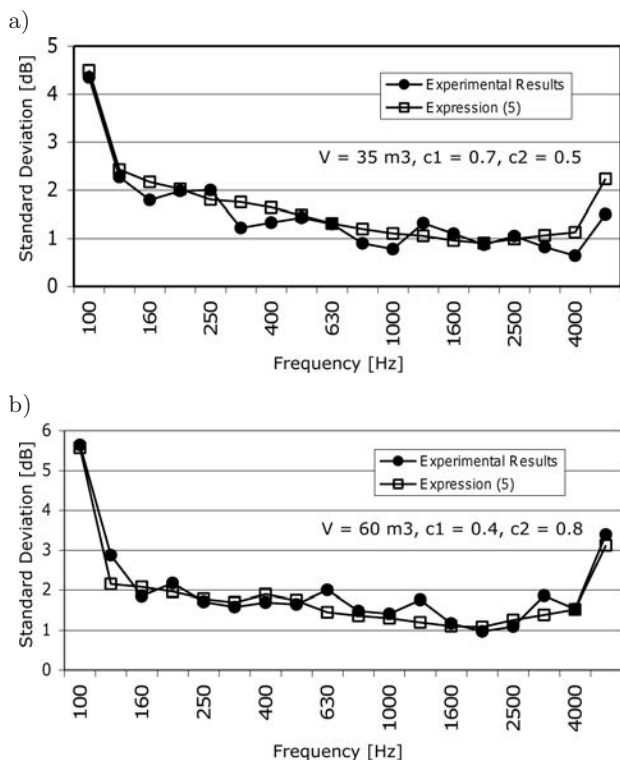 a)
Standard Deviation [dB]
5
4
3
2
1
0
Experimental Results
Expression (5)
V = 35 m3, c1 = 0.7, c2 = 0.5
100
160
250
400
630
1000
1600
2500
4000
Frequency [Hz]
b)
Standard Deviation [dB]
6
5
4
3
2
1
0
Experimental Results
Expression (5)
V = 60 m3, c1 = 0.4, c2 = 0.8
100
160
250
400
630
1000
1600
2500
4000
Frequency [Hz]